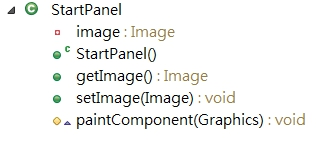 StartPanel
image : Image
C StartPanel()
getImage() : Image
setImage(Image) : void
paintComponent(Graphics) : void